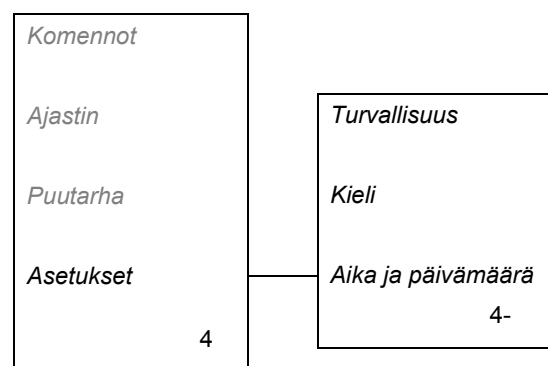 Komennot
Ajastin
Puutarha
Asetukset
4
Turvallisuus
Kieli
Aika ja päivämäärä
4-